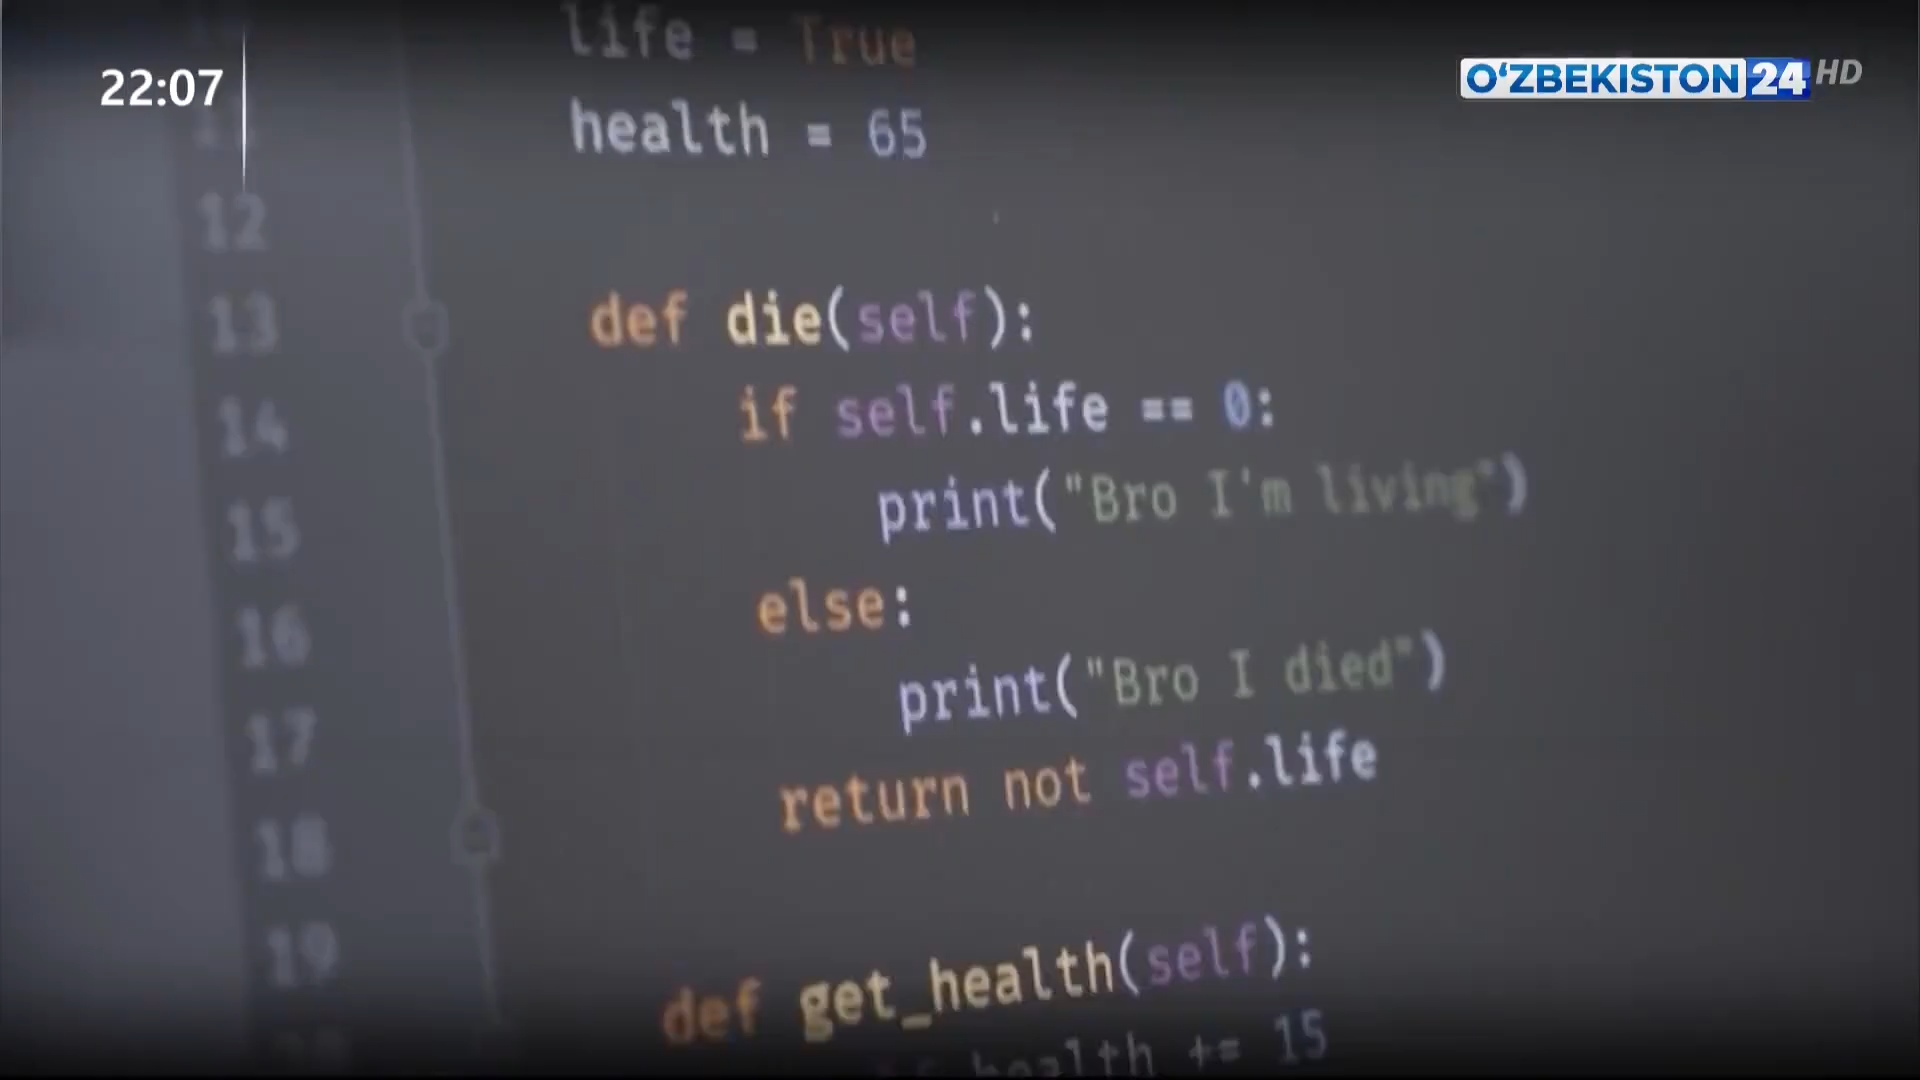 22:07
O‘ZBEKISTON 24 HD
life = True
11 health = 65
12
13 def die(self):
14 if self.life == 0:
15 print("Bro I'm living")
16 else:
17 print("Bro I died")
18 return not self.life
19
def get_health(self):
health += 15